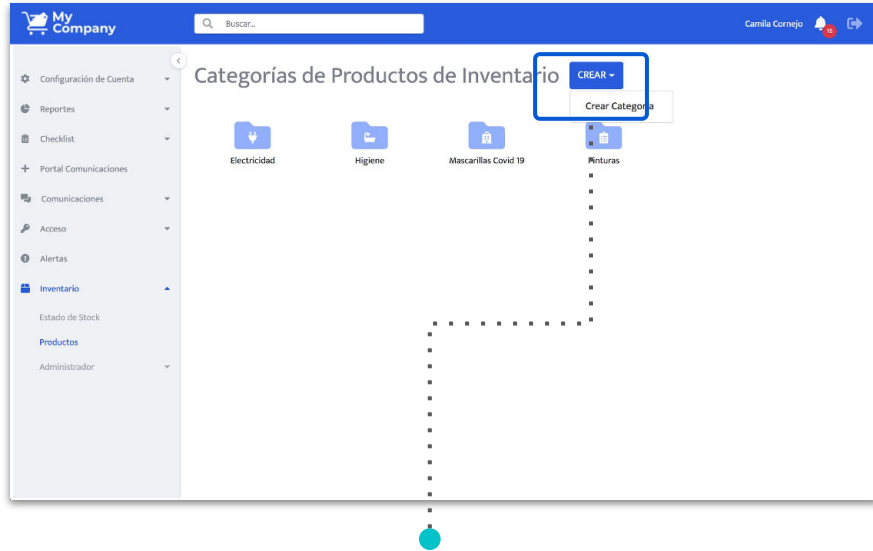 My
Company
Buscar...
Camila Cornejo
15
Configuración de Cuenta
Reportes
Checklist
Portal Comunicaciones
Comunicaciones
Acceso
Alertas
Inventario
Estado de Stock
Productos
Administrador
Categorías de Productos de Inventario
CREAR
Crear Categoría
Electricidad
Higiene
Mascarillas Covid 19
Pinturas